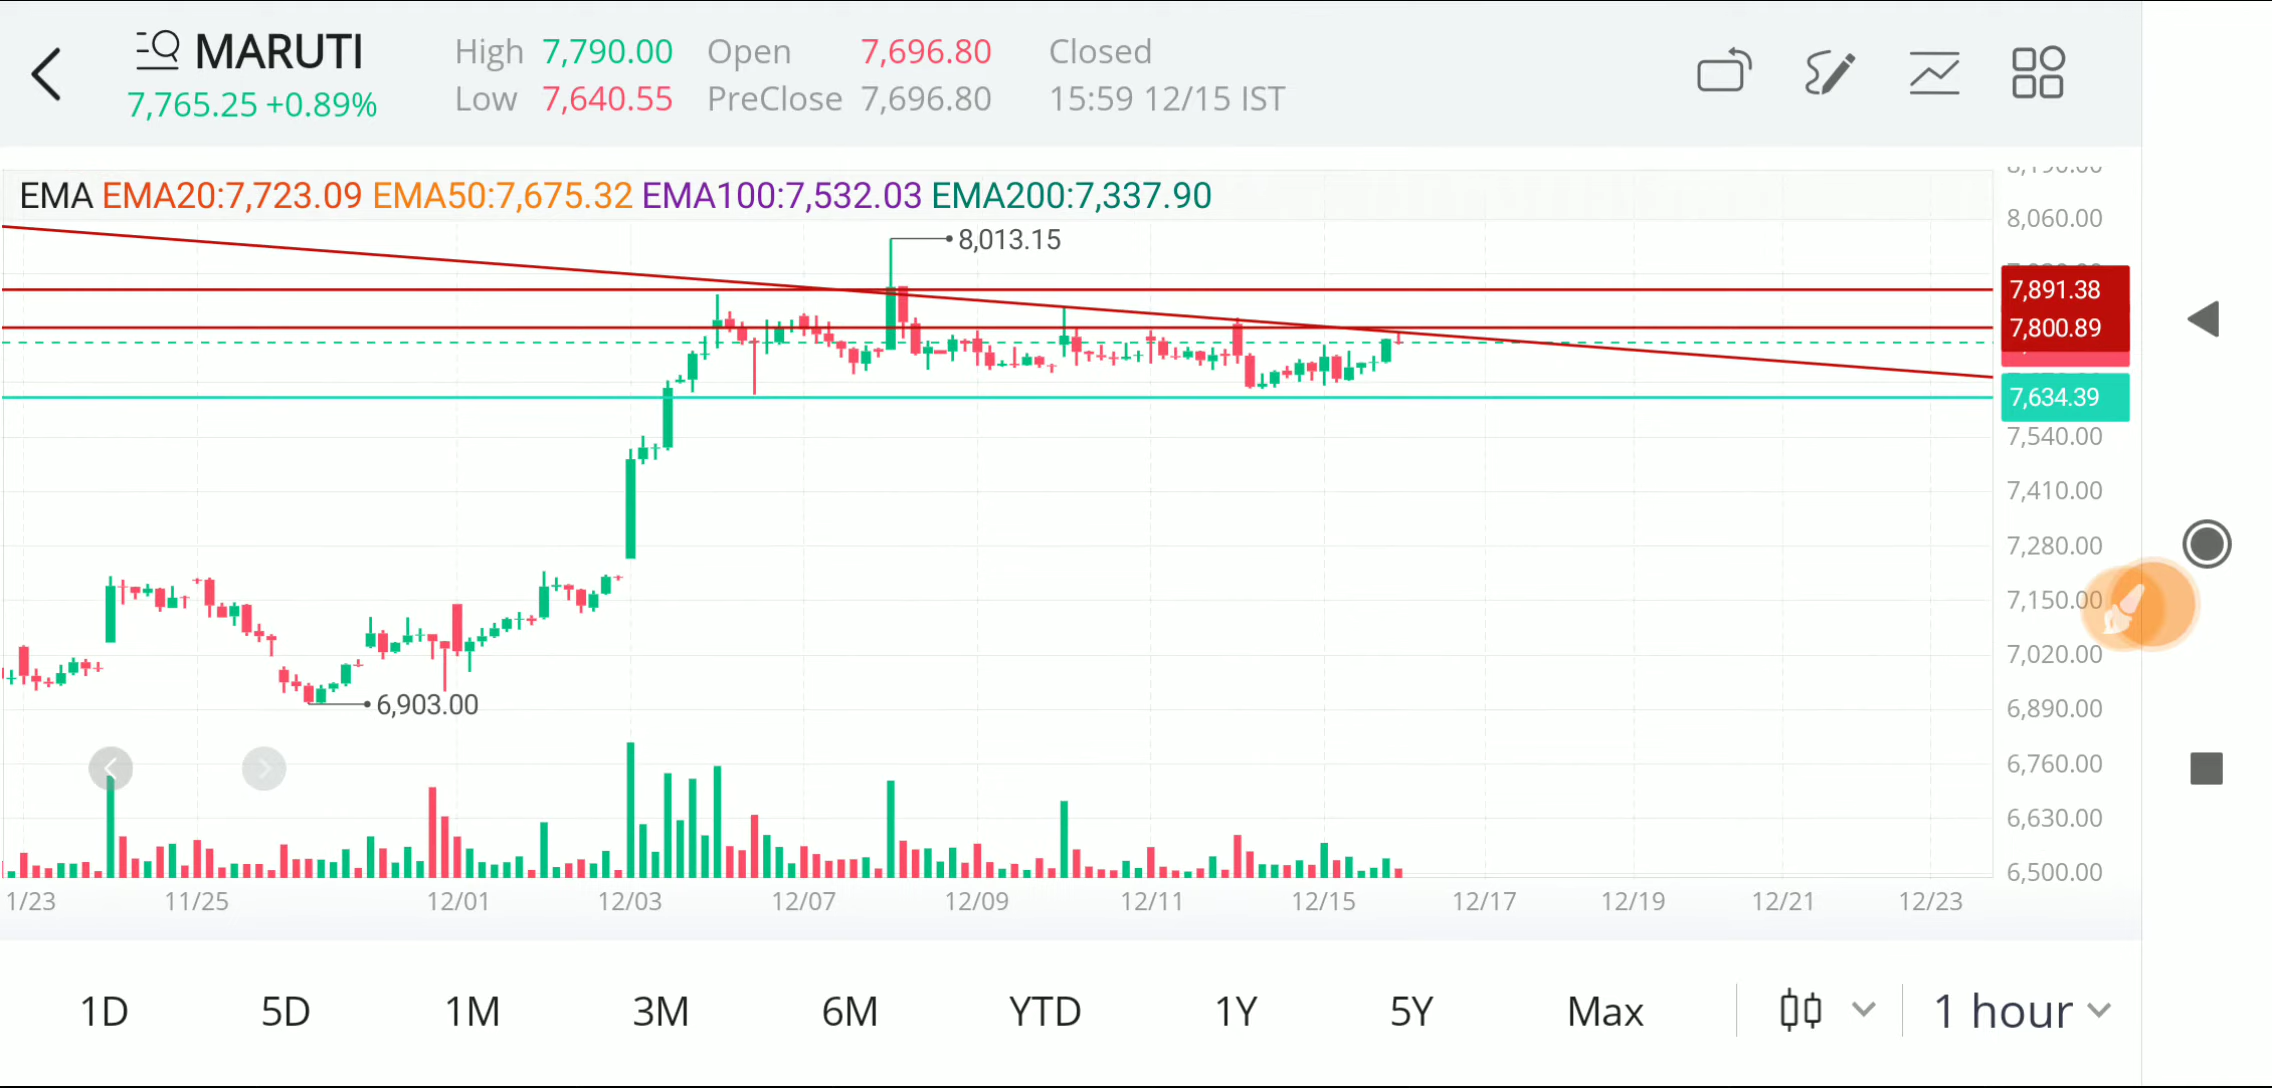 MARUTI
7,765.25 +0.89%
High 7,790.00 Open 7,696.80 Closed
Low 7,640.55 PreClose 7,696.80 15:59 12/15 IST
EMA EMA20:7,723.09 EMA50:7,675.32 EMA100:7,532.03 EMA200:7,337.90
8,060.00
8,013.15
7,891.38
7,800.89
7,634.39
7,540.00
7,410.00
7,280.00
7,150.00
7,020.00
6,903.00
6,890.00
6,760.00
6,630.00
6,500.00
1/23 11/25 12/01 12/03 12/07 12/09 12/11 12/15 12/17 12/19 12/21 12/23
1D 5D 1M 3M 6M YTD 1Y 5Y Max 1 hour